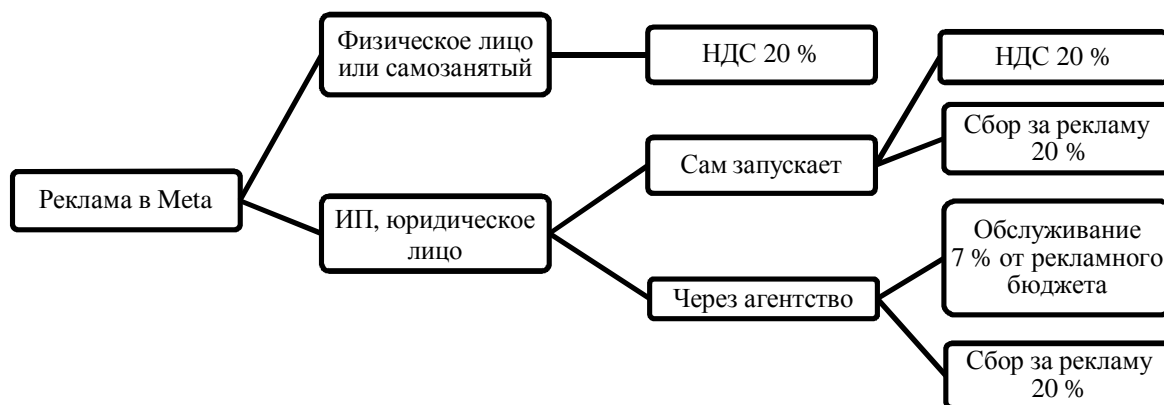 Реклама в Meta
Физическое лицо
или самозанятый
НДС 20 %
ИП, юридическое
лицо
Сам запускает
НДС 20 %
Сбор за рекламу
20 %
Через агентство
Обслуживание
7 % от рекламного
бюджета
Сбор за рекламу
20 %